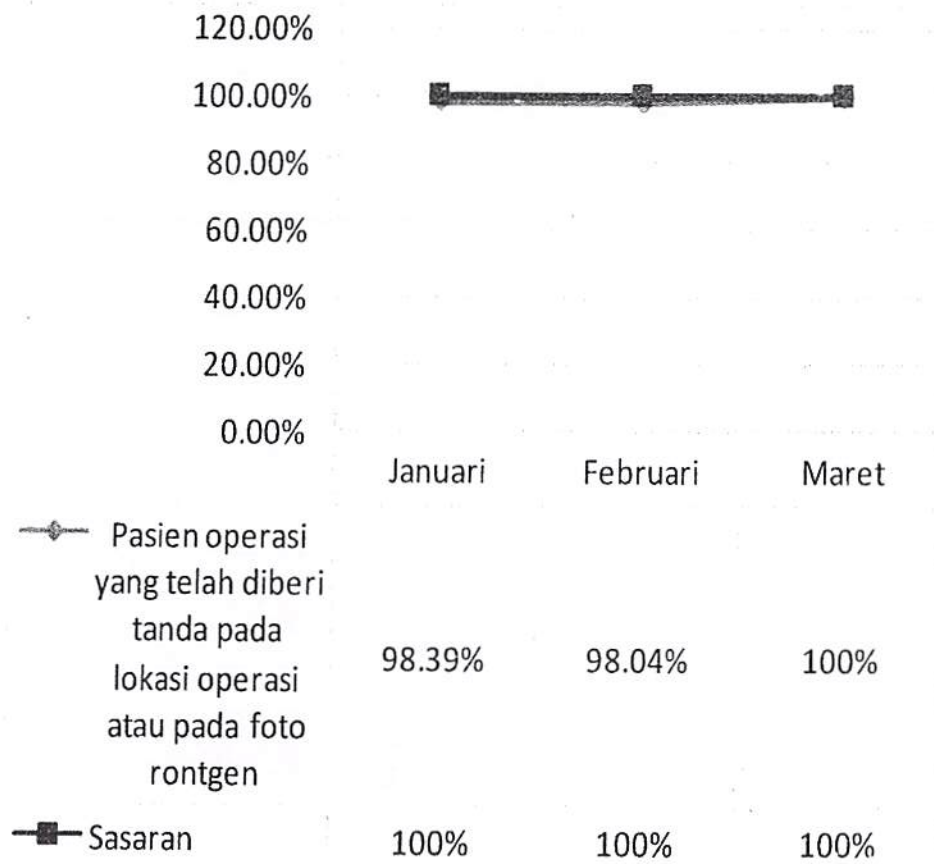 120.00%
100.00%
80.00%
60.00%
40.00%
20.00%
0.00%
Januari Februari Maret
Pasien operasi
yang telah diberi
tanda pada
lokasi operasi
atau pada foto
rontgen
98.39% 98.04% 100%
Sasaran 100% 100% 100%